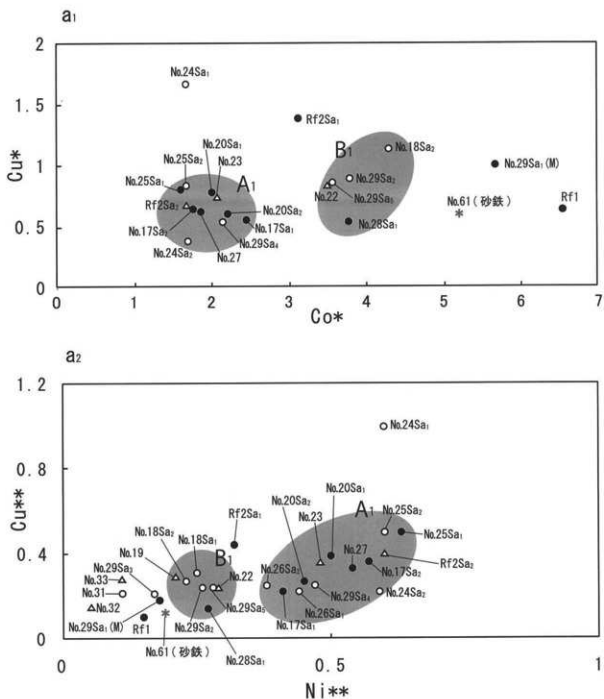 a₁
2
1.5
1
0.5
0
Cu*
No.24Sa₁
Rf2Sa₁
No.20Sa₁
No.23
No.25Sa₂
No.25Sa₁
A₁
Rf2Sa₂
No.17Sa₂
No.24Sa₂
No.27
No.29Sa₄
No.17Sa₁
No.20Sa₂
B₁
No.18Sa₂
No.29Sa₂
No.22
No.29Sa₅
No.28Sa₁
No.29Sa₁(M)
No.61(砂鉄)
Rf1
0 1 2 3 4 5 6 7
Co*
a₂
1.2
0.8
0.4
0
Cu**
No.24Sa₁
No.20Sa₁
No.20Sa₂
No.23
A₁
No.25Sa₂
No.25Sa₁
Rf2Sa₁
No.18Sa₁
No.18Sa₂
No.19
B₁
No.27
Rf2Sa₂
No.17Sa₂
No.29Sa₃
No.33
No.31
No.32
No.22
No.29Sa₄
No.24Sa₂
No.26Sa₁
No.17Sa₁
No.29Sa₅
No.29Sa₂
No.29Sa₁(M)
Rf1
No.61(砂鉄)
No.28Sa₁
0 0.5 1
Ni**